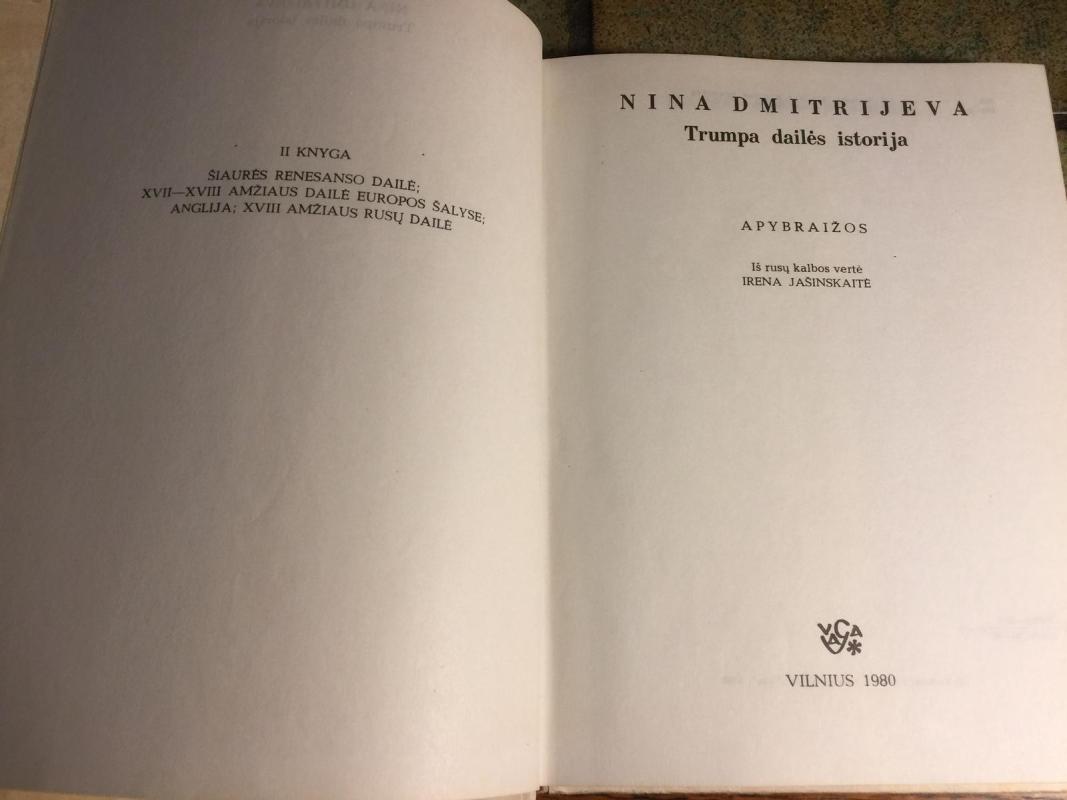 II KNYGA
ŠIAURĖS RENESANSO DAILĖ;
XVII—XVIII AMŽIAUS DAILĖ EUROPOS ŠALYSE;
ANGLIJA; XVIII AMŽIAUS RUSŲ DAILĖ
NINA DMITRIJEVA
Trumpa dailės istorija
APYBRAIŽOS
Iš rusų kalbos vertė
IRENA JAŠINSKAITĖ
VAGA
VILNIUS 1980